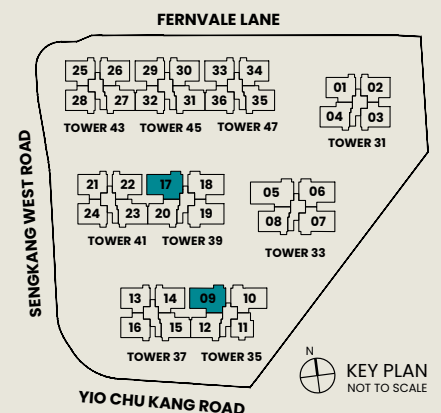 FERNVALE LANE
SENGKANG WEST ROAD
25 26 29 30 33 34
28 27 32 31 36 35
TOWER 43 TOWER 45 TOWER 47
01 02
04 03
TOWER 31
21 22 17 18
24 23 20 19
TOWER 41 TOWER 39
05 06
08 07
TOWER 33
13 14 09 10
16 15 12 11
TOWER 37 TOWER 35
N
KEY PLAN
NOT TO SCALE
YIO CHU KANG ROAD